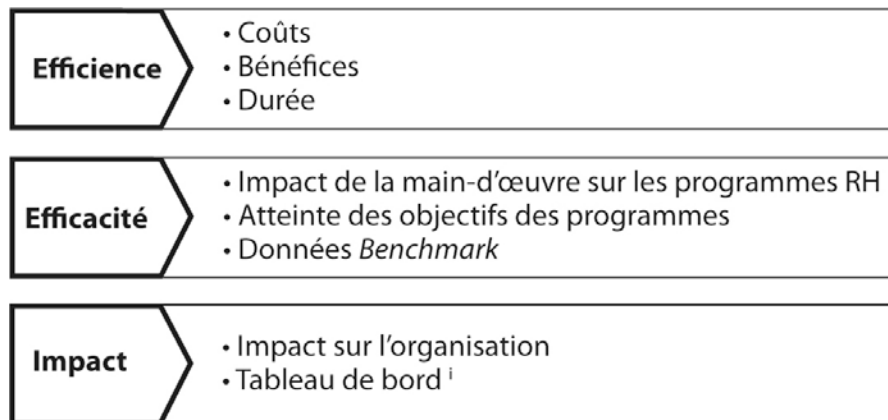 Efficience
• Coûts
• Bénéfices
• Durée
Efficacité
• Impact de la main-d'œuvre sur les programmes RH
• Atteinte des objectifs des programmes
• Données Benchmark
Impact
• Impact sur l'organisation
• Tableau de bord i